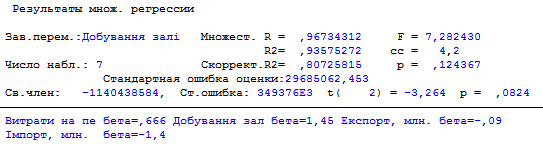 Результаты множ. регрессии
Зав.перем.:Добування залі Множест. R = ,96734312 F = 7,282430
R2= ,93575272 сс = 4,2
Число набл.: 7 Скоррект.R2= ,80725815 p = ,124367
Стандартная ошибка оценки:29685062,453
Св.член: -1140438584, Ст.ошибка: 349376E3 t( 2) = -3,264 p = ,0824
Витрати на пе бета=,666 Добування зал бета=1,45 Експорт, млн. бета=-,09
Імпорт, млн. бета=-1,4